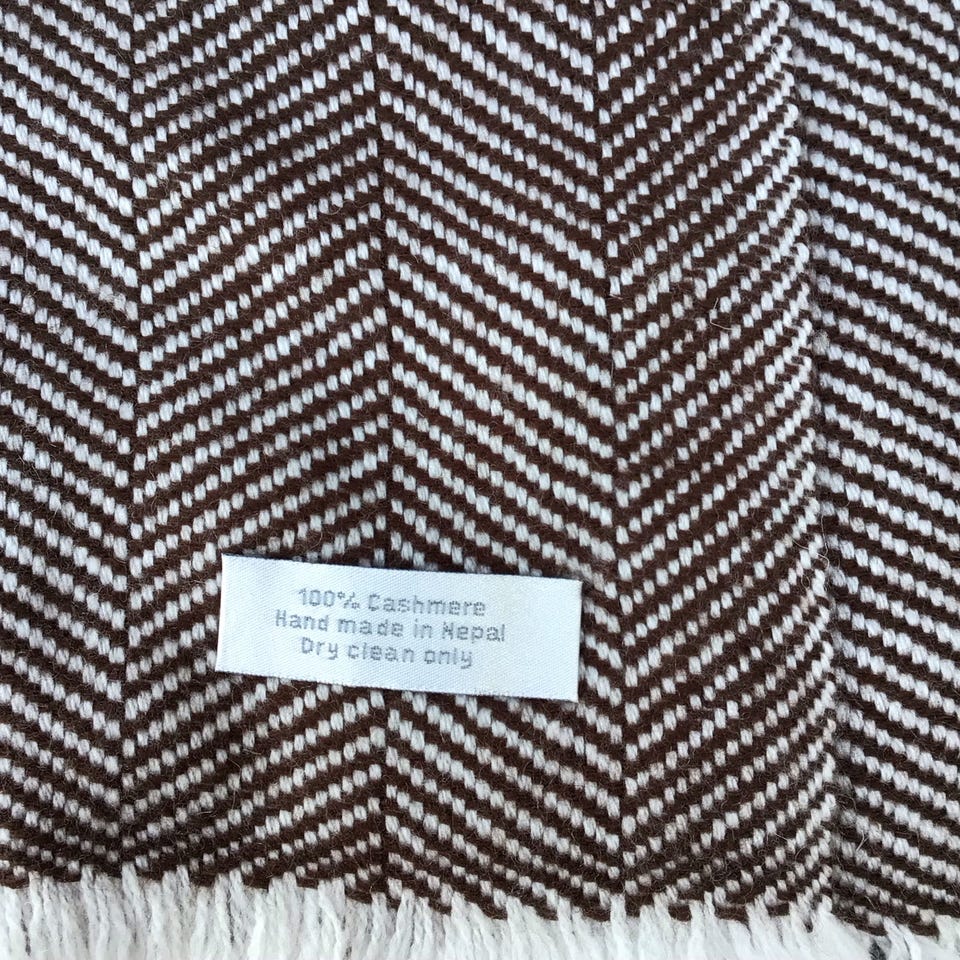 100% Cashmere
Hand made in Nepal
Dry clean only